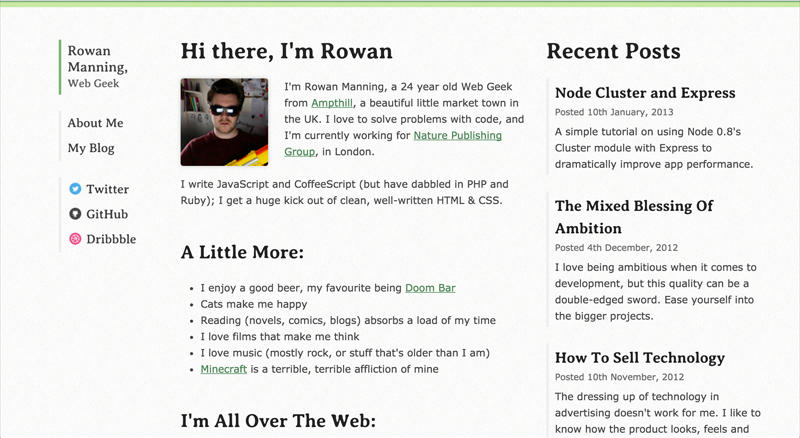 Rowan
Manning,
Web Geek
About Me
My Blog
Twitter
GitHub
Dribbble
Hi there, I'm Rowan
I'm Rowan Manning, a 24 year old Web Geek
from Ampthill, a beautiful little market town in
the UK. I love to solve problems with code, and
I'm currently working for Nature Publishing
Group, in London.
I write JavaScript and CoffeeScript (but have dabbled in PHP and
Ruby); I get a huge kick out of clean, well-written HTML & CSS.
A Little More:
• I enjoy a good beer, my favourite being Doom Bar
• Cats make me happy
• Reading (novels, comics, blogs) absorbs a load of my time
• I love films that make me think
• I love music (mostly rock, or stuff that's older than I am)
• Minecraft is a terrible, terrible affliction of mine
I'm All Over The Web:
Recent Posts
Node Cluster and Express
Posted 10th January, 2013
A simple tutorial on using Node 0.8's
Cluster module with Express to
dramatically improve app performance.
The Mixed Blessing Of
Ambition
Posted 4th December, 2012
I love being ambitious when it comes to
development, but this quality can be a
double-edged sword. Ease yourself into
the bigger projects.
How To Sell Technology
Posted 10th November, 2012
The dressing up of technology in
advertising doesn't work for me. I like to
know how the product looks, feels and